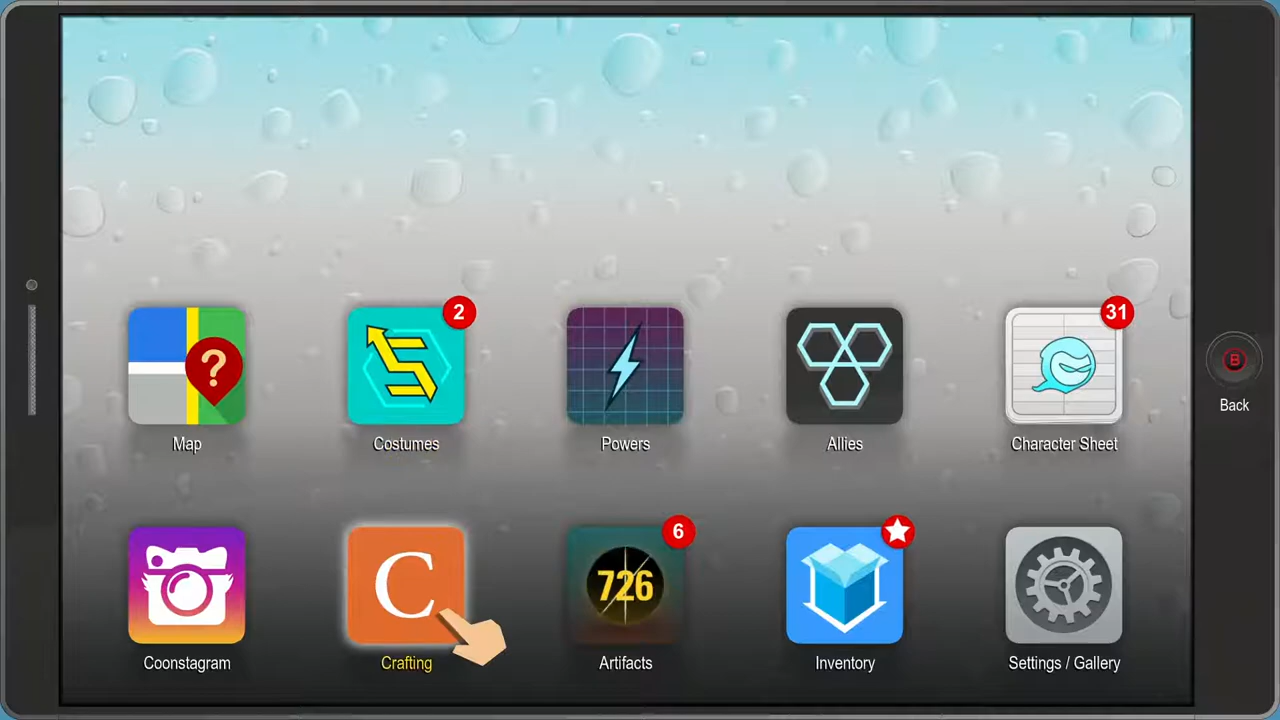 2
31
?
Map
Costumes
Powers
Allies
Character Sheet
B
Back
6
C
726
Coonstagram
Crafting
Artifacts
Inventory
Settings / Gallery